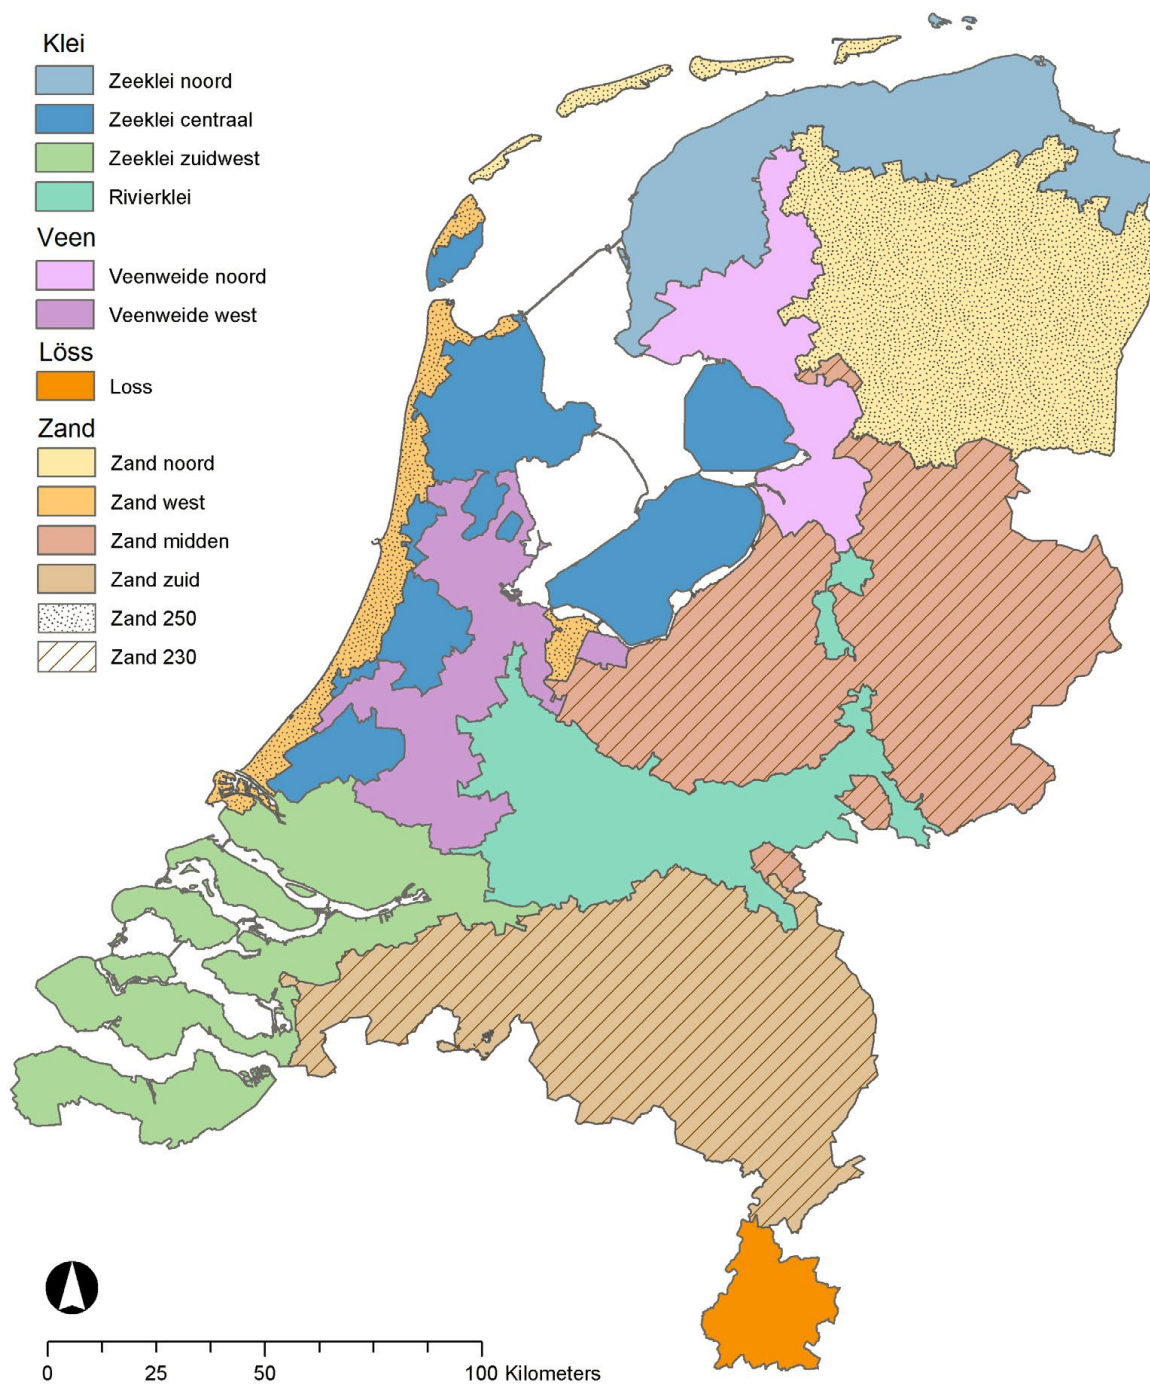 Klei
Zeeklei noord
Zeeklei centraal
Zeeklei zuidwest
Rivierklei
Veen
Veenweide noord
Veenweide west
Löss
Loss
Zand
Zand noord
Zand west
Zand midden
Zand zuid
Zand 250
Zand 230
0 25 50 100 Kilometers